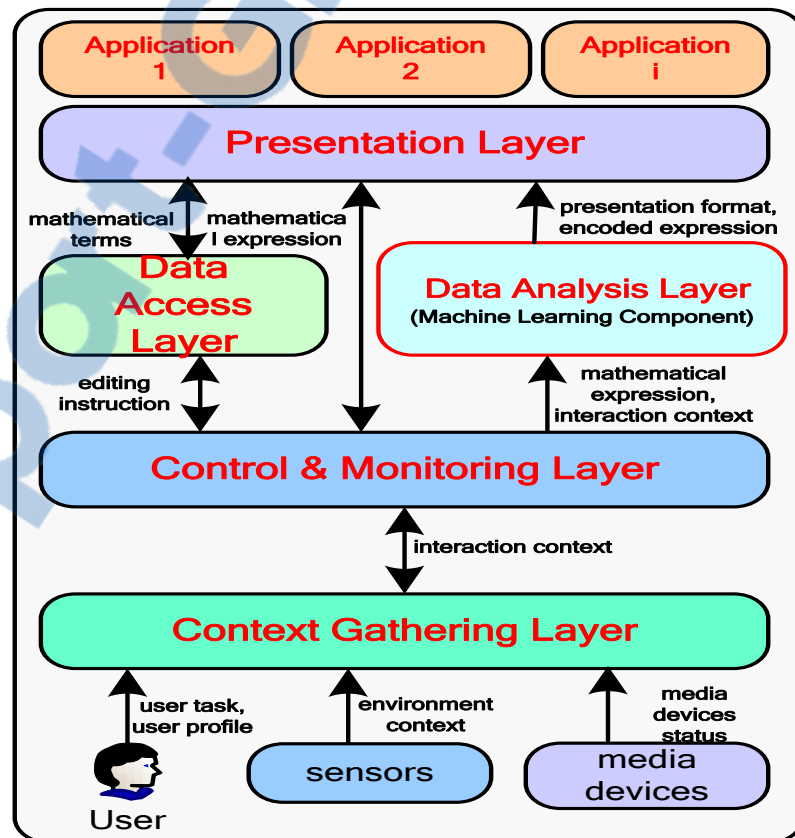 Application
1
Application
2
Application
i
Presentation Layer
mathematical
terms
mathematica
l expression
presentation format,
encoded expression
Data
Access
Layer
Data Analysis Layer
(Machine Learning Component)
editing
instruction
mathematical
expression,
interaction context
Control & Monitoring Layer
interaction context
Context Gathering Layer
user task,
user profile
environment
context
media
devices
status
User
sensors
media
devices